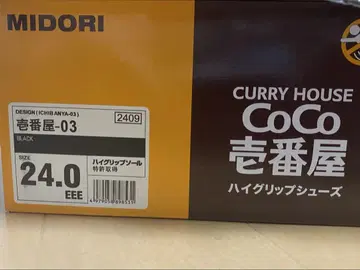 MIDORI
DESIGN(ICHIBANYA-03)
2409
壱番屋-03
BLACK
SIZE
24.0
EEE
ハイグリップソール
特許取得
CURRY HOUSE
CoCo
壱番屋
ハイグリップシューズ